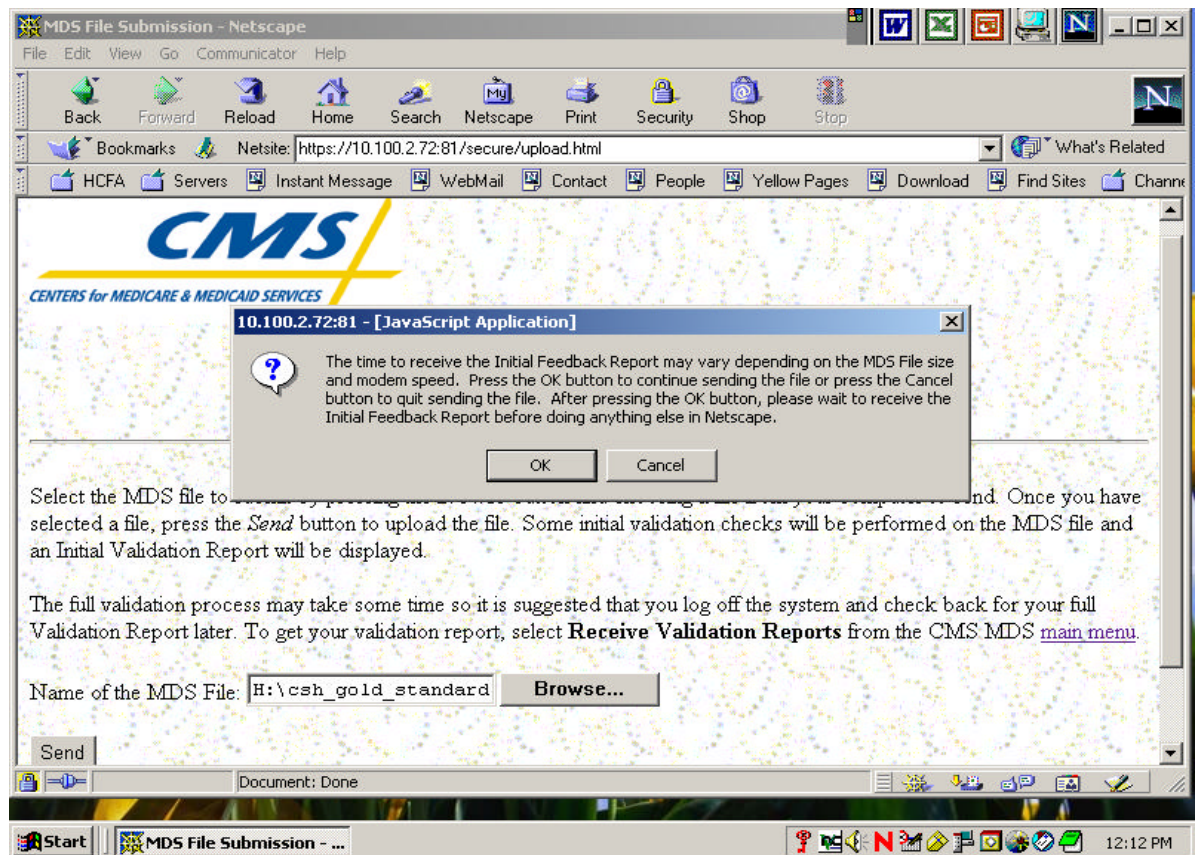 MDS File Submission - Netscape
File Edit View Go Communicator Help
Back Forward Reload Home Search Netscape Print Security Shop Stop
Bookmarks Netsite: https://10.100.2.72:81/secure/upload.html What's Related
HCFA Servers Instant Message WebMail Contact People Yellow Pages Download Find Sites Channe
CMS
CENTERS for MEDICARE & MEDICAID SERVICES
10.100.2.72:81 - [JavaScript Application]
The time to receive the Initial Feedback Report may vary depending on the MDS File size
and modem speed. Press the OK button to continue sending the file or press the Cancel
button to quit sending the file. After pressing the OK button, please wait to receive the
Initial Feedback Report before doing anything else in Netscape.
OK Cancel
Select the MDS file to nd. Once you have
selected a file, press the Send button to upload the file. Some initial validation checks will be performed on the MDS file and
an Initial Validation Report will be displayed.
The full validation process may take some time so it is suggested that you log off the system and check back for your full
Validation Report later. To get your validation report, select Receive Validation Reports from the CMS MDS main menu.
Name of the MDS File: H:\csh_gold_standard Browse...
Send
Document: Done
Start MDS File Submission - ... 12:12 PM